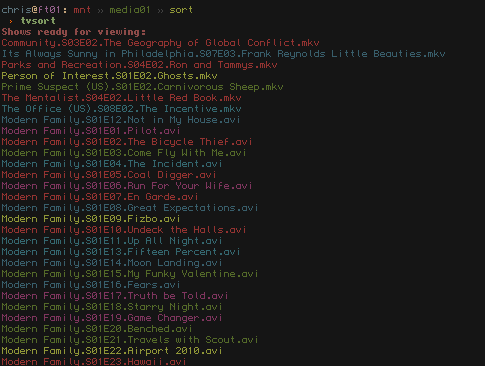 chris@ft01: mnt » media01 » sort
› tvsort
Shows ready for viewing:
Community.S03E02.The Geography of Global Conflict.mkv
Its Always Sunny in Philadelphia.S07E03.Frank Reynolds Little Beauties.mkv
Parks and Recreation.S04E02.Ron and Tammys.mkv
Person of Interest.S01E02.Ghosts.mkv
Prime Suspect (US).S01E02.Carnivorous Sheep.mkv
The Mentalist.S04E02.Little Red Book.mkv
The Office (US).S08E02.The Incentive.mkv
Modern Family.S01E12.Not in My House.avi
Modern Family.S01E01.Pilot.avi
Modern Family.S01E02.The Bicycle Thief.avi
Modern Family.S01E03.Come Fly With Me.avi
Modern Family.S01E04.The Incident.avi
Modern Family.S01E05.Coal Digger.avi
Modern Family.S01E06.Run For Your Wife.avi
Modern Family.S01E07.En Garde.avi
Modern Family.S01E08.Great Expectations.avi
Modern Family.S01E09.Fizbo.avi
Modern Family.S01E10.Undeck the Halls.avi
Modern Family.S01E11.Up All Night.avi
Modern Family.S01E13.Fifteen Percent.avi
Modern Family.S01E14.Moon Landing.avi
Modern Family.S01E15.My Funky Valentine.avi
Modern Family.S01E16.Fears.avi
Modern Family.S01E17.Truth be Told.avi
Modern Family.S01E18.Starry Night.avi
Modern Family.S01E19.Game Changer.avi
Modern Family.S01E20.Benched.avi
Modern Family.S01E21.Travels with Scout.avi
Modern Family.S01E22.Airport 2010.avi
Modern Family.S01E23.Hawaii.avi